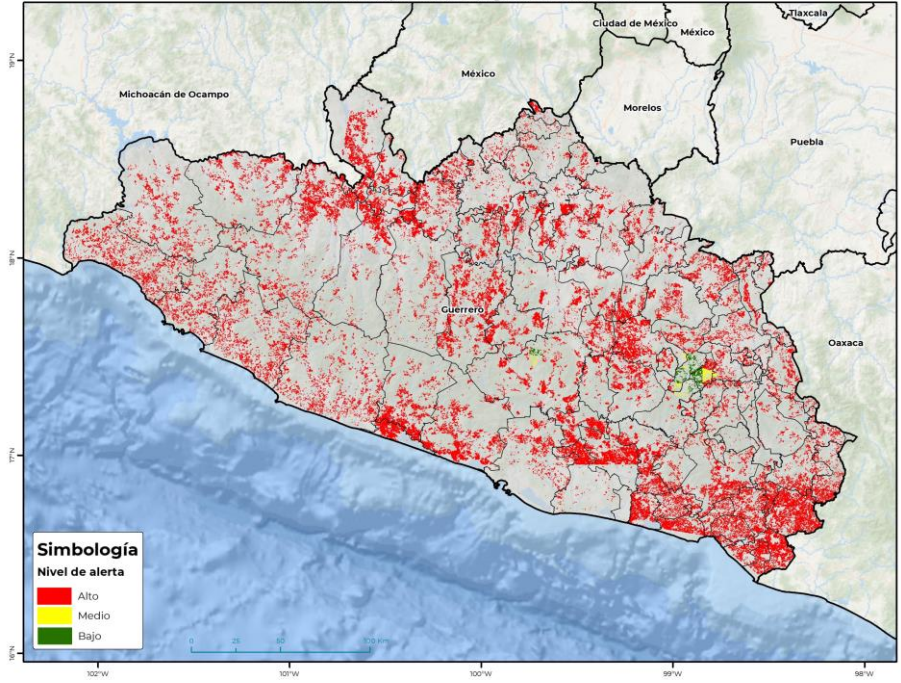 Tlaxcala
Ciudad de México
México
México
Michoacán de Ocampo
Morelos
Puebla
Guerrero
Oaxaca
19°N
18°N
17°N
16°N
Simbología
Nivel de alerta
Alto
Medio
Bajo
0 25 50 100 Km
102°W 101°W 100°W 99°W 98°W